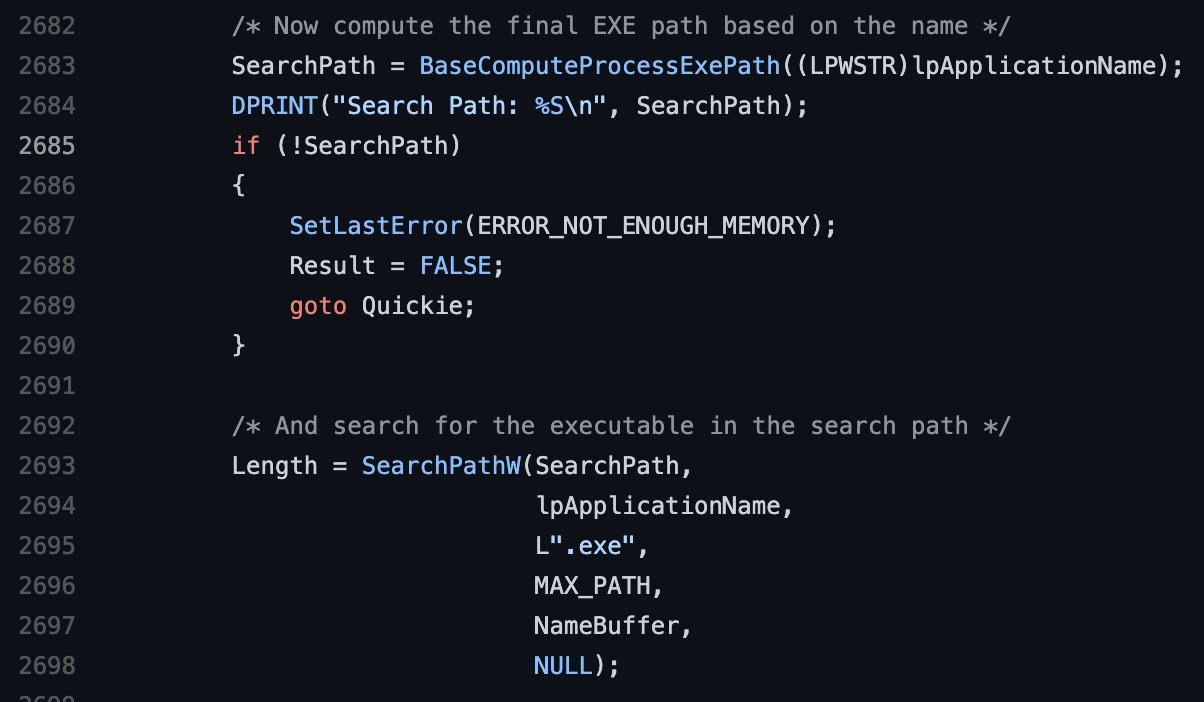 2682 /* Now compute the final EXE path based on the name */
2683 SearchPath = BaseComputeProcessExePath((LPWSTR)lpApplicationName);
2684 DPRINT("Search Path: %S\n", SearchPath);
2685 if (!SearchPath)
2686 {
2687 SetLastError(ERROR_NOT_ENOUGH_MEMORY);
2688 Result = FALSE;
2689 goto Quickie;
2690 }
2691
2692 /* And search for the executable in the search path */
2693 Length = SearchPathW(SearchPath,
2694 lpApplicationName,
2695 L".exe",
2696 MAX_PATH,
2697 NameBuffer,
2698 NULL);